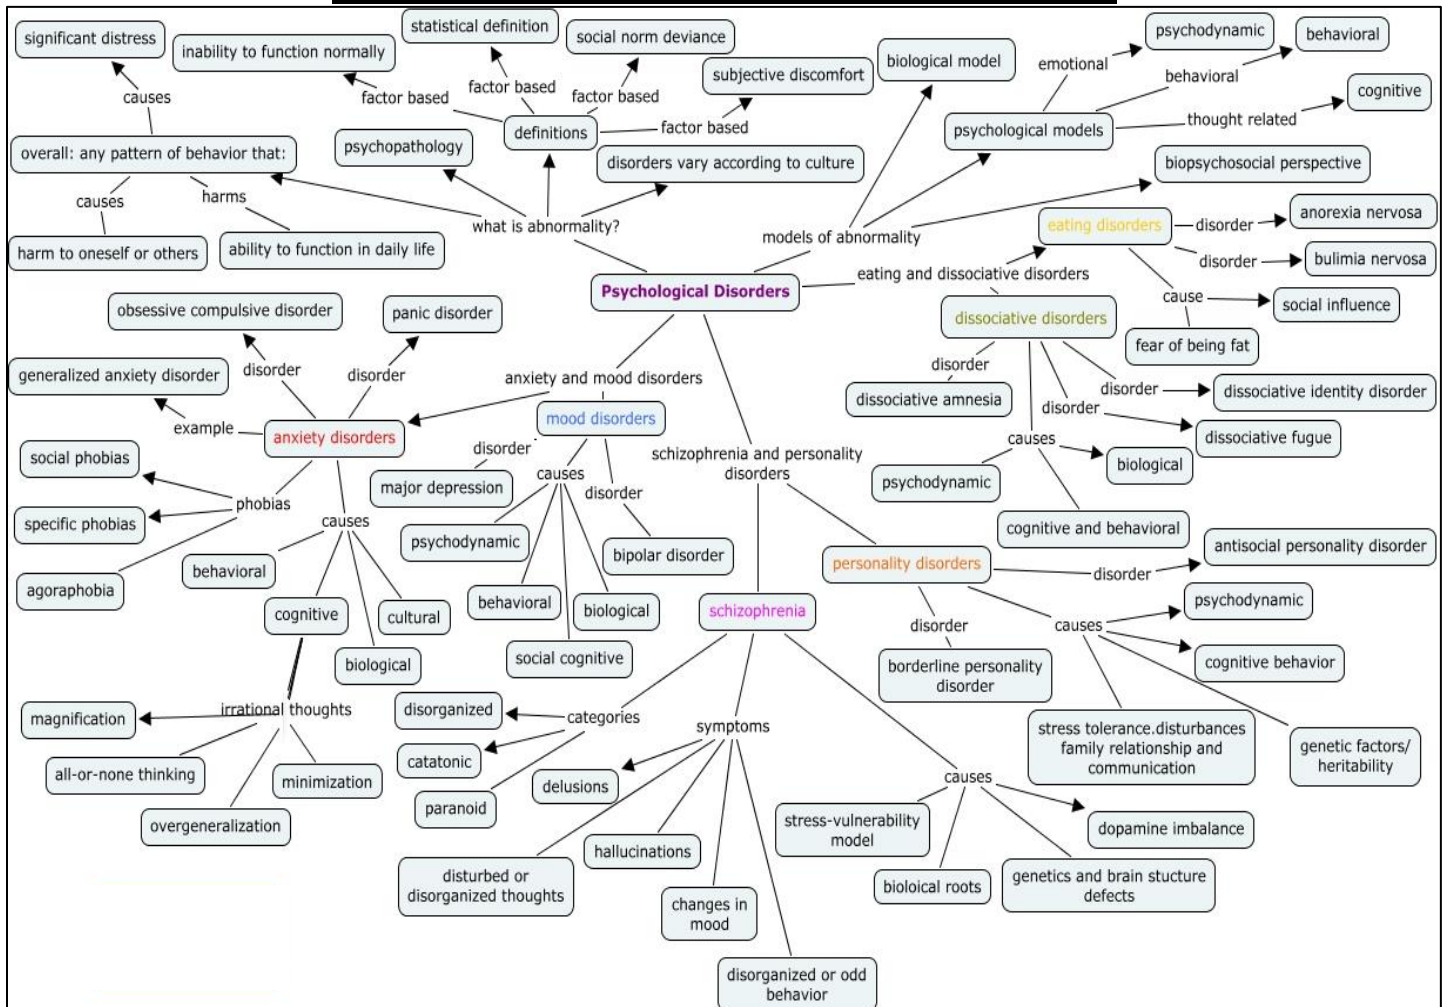 significant distress
inability to function normally
statistical definition
social norm deviance
subjective discomfort
biological model
psychodynamic
behavioral
emotional
behavioral
cognitive
causes
factor based
factor based
factor based
factor based
definitions
psychological models
thought related
overall: any pattern of behavior that:
psychopathology
disorders vary according to culture
biopsychosocial perspective
causes
harms
what is abnormality?
models of abnormality
harm to oneself or others
ability to function in daily life
Psychological Disorders
eating and dissociative disorders
eating disorders
disorder
anorexia nervosa
disorder
bulimia nervosa
cause
social influence
fear of being fat
dissociative disorders
disorder
dissociative amnesia
disorder
dissociative identity disorder
disorder
dissociative fugue
causes
biological
psychodynamic
cognitive and behavioral
obsessive compulsive disorder
panic disorder
generalized anxiety disorder
disorder
disorder
example
anxiety disorders
anxiety and mood disorders
mood disorders
social phobias
specific phobias
agoraphobia
phobias
causes
behavioral
cognitive
cultural
biological
irrational thoughts
magnification
all-or-none thinking
overgeneralization
minimization
disorder
major depression
causes
disorder
psychodynamic
behavioral
social cognitive
biological
bipolar disorder
schizophrenia and personality
disorders
personality disorders
disorder
antisocial personality disorder
disorder
borderline personality
disorder
causes
psychodynamic
cognitive behavior
stress tolerance.disturbances
family relationship and
communication
genetic factors/
heritability
schizophrenia
categories
disorganized
catatonic
paranoid
symptoms
delusions
disturbed or
disorganized thoughts
hallucinations
changes in
mood
disorganized or odd
behavior
causes
stress-vulnerability
model
bioloical roots
genetics and brain stucture
defects
dopamine imbalance